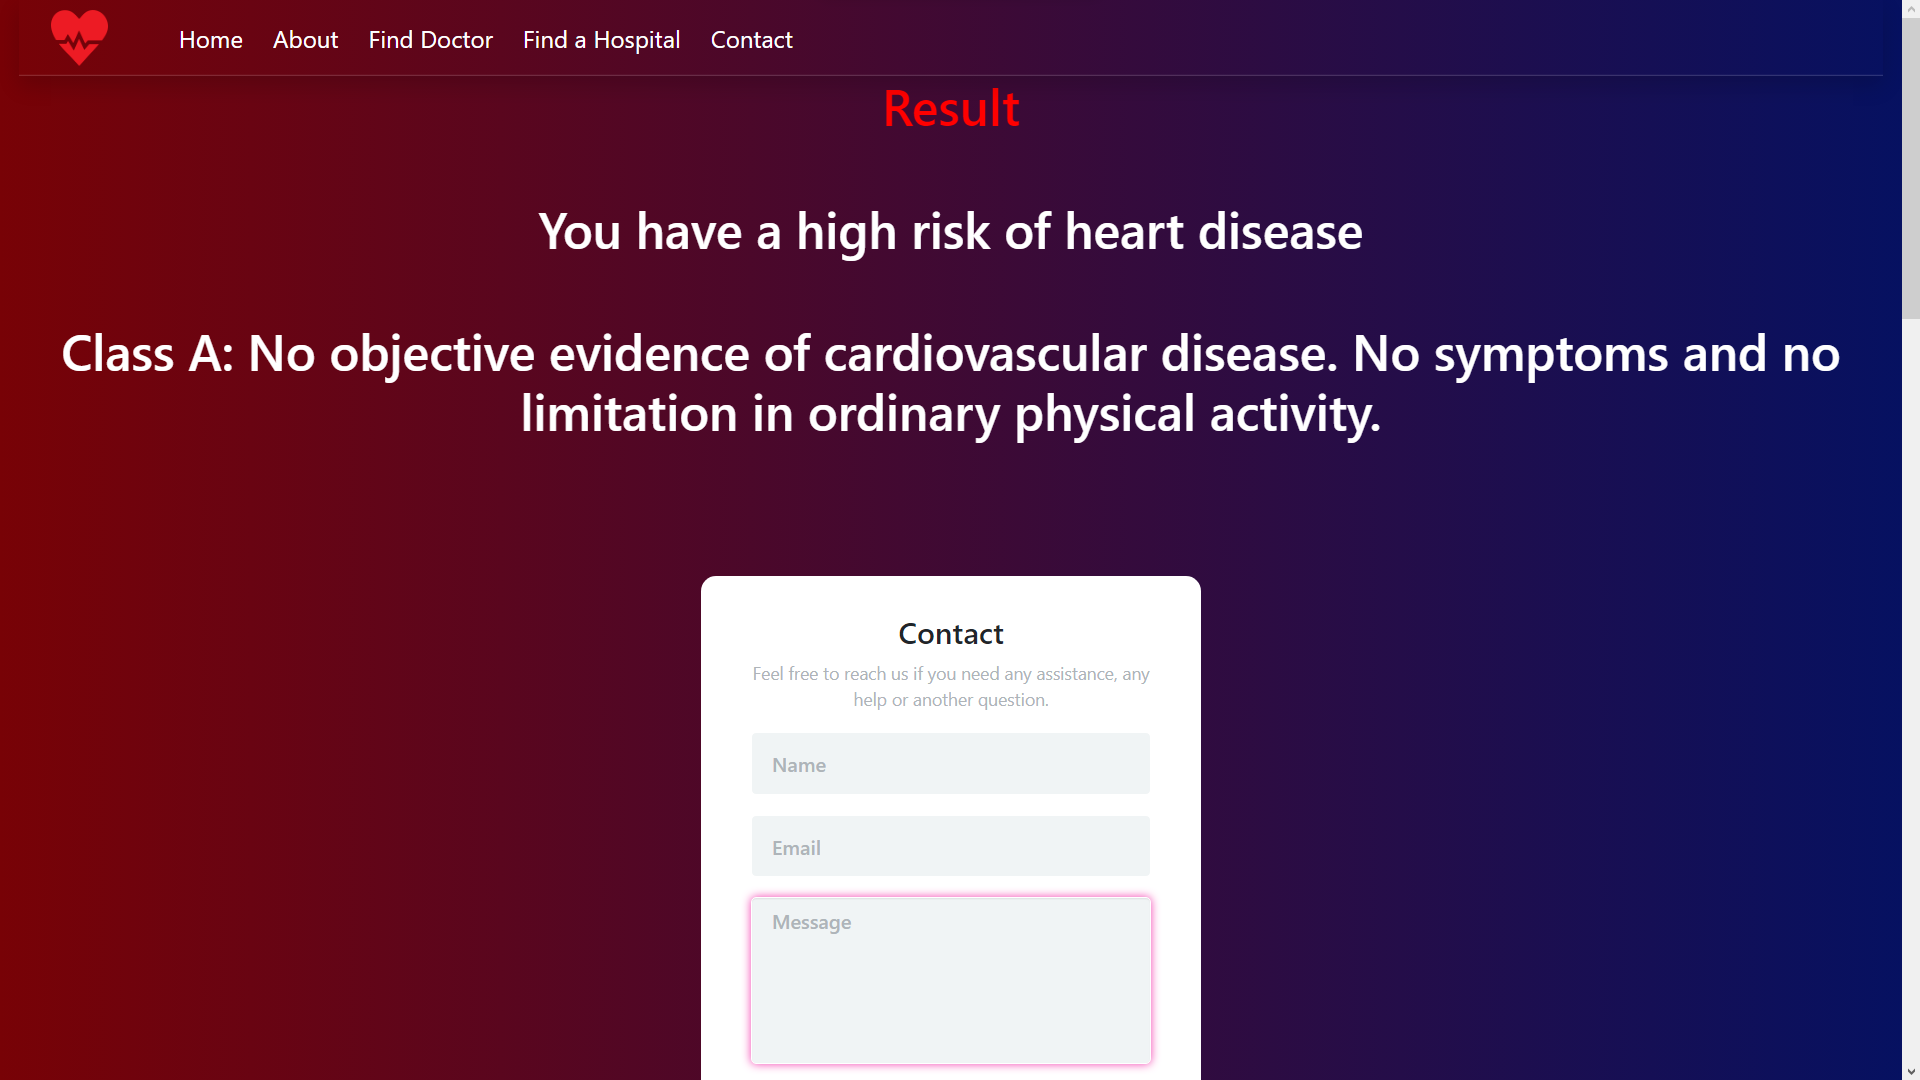 Home About Find Doctor Find a Hospital Contact
Result
You have a high risk of heart disease
Class A: No objective evidence of cardiovascular disease. No symptoms and no
limitation in ordinary physical activity.
Contact
Feel free to reach us if you need any assistance, any
help or another question.
Name
Email
Message